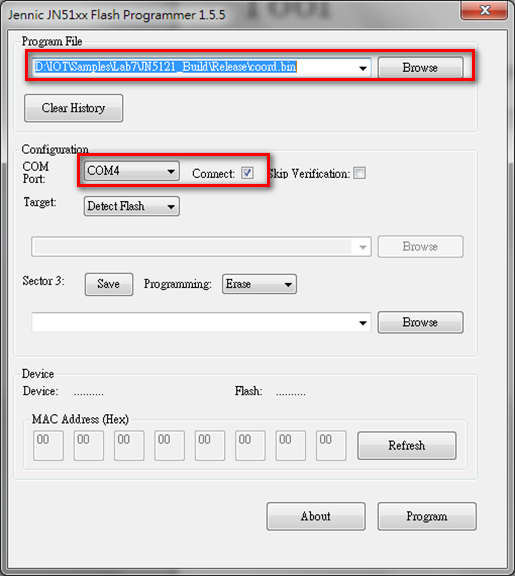 Tool
Jennic JN51xx Flash Programmer 1.5.5
Program File
D:\IOT\Samples\Lab7\JN5121_Build\Release\coord.bin
Browse
Clear History
Configuration
COM Port:
COM4
Connect:
Skip Verification:
Target:
Detect Flash
Browse
Sector 3:
Save
Programming:
Erase
Browse
Device
Device:
..........
Flash:
..........
MAC Address (Hex)
00 00 00 00 00 00 00 00
Refresh
About
Program